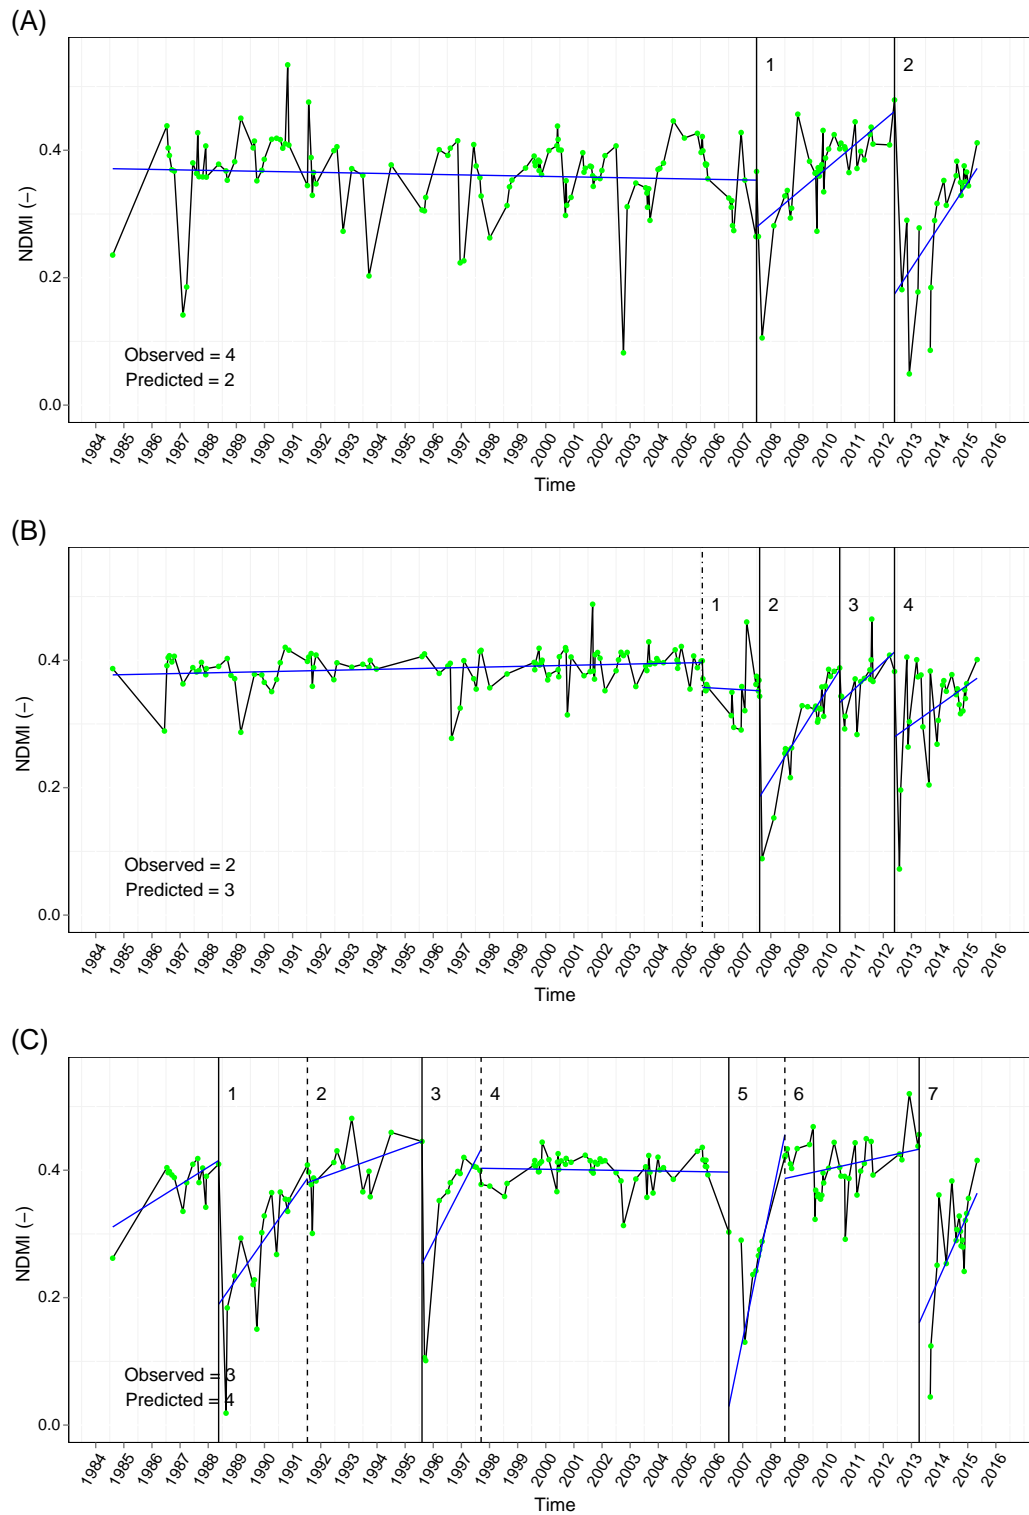 (A)
1 2
NDMI (−)
0.4
0.2
0.0
Observed = 4
Predicted = 2
1984 1985 1986 1987 1988 1989 1990 1991 1992 1993 1994 1995 1996 1997 1998 1999 2000 2001 2002 2003 2004 2005 2006 2007 2008 2009 2010 2011 2012 2013 2014 2015 2016
Time
(B)
1 2 3 4
NDMI (−)
0.4
0.2
0.0
Observed = 2
Predicted = 3
1984 1985 1986 1987 1988 1989 1990 1991 1992 1993 1994 1995 1996 1997 1998 1999 2000 2001 2002 2003 2004 2005 2006 2007 2008 2009 2010 2011 2012 2013 2014 2015 2016
Time
(C)
1 2 3 4 5 6 7
NDMI (−)
0.4
0.2
0.0
Observed = 3
Predicted = 4
1984 1985 1986 1987 1988 1989 1990 1991 1992 1993 1994 1995 1996 1997 1998 1999 2000 2001 2002 2003 2004 2005 2006 2007 2008 2009 2010 2011 2012 2013 2014 2015 2016
Time